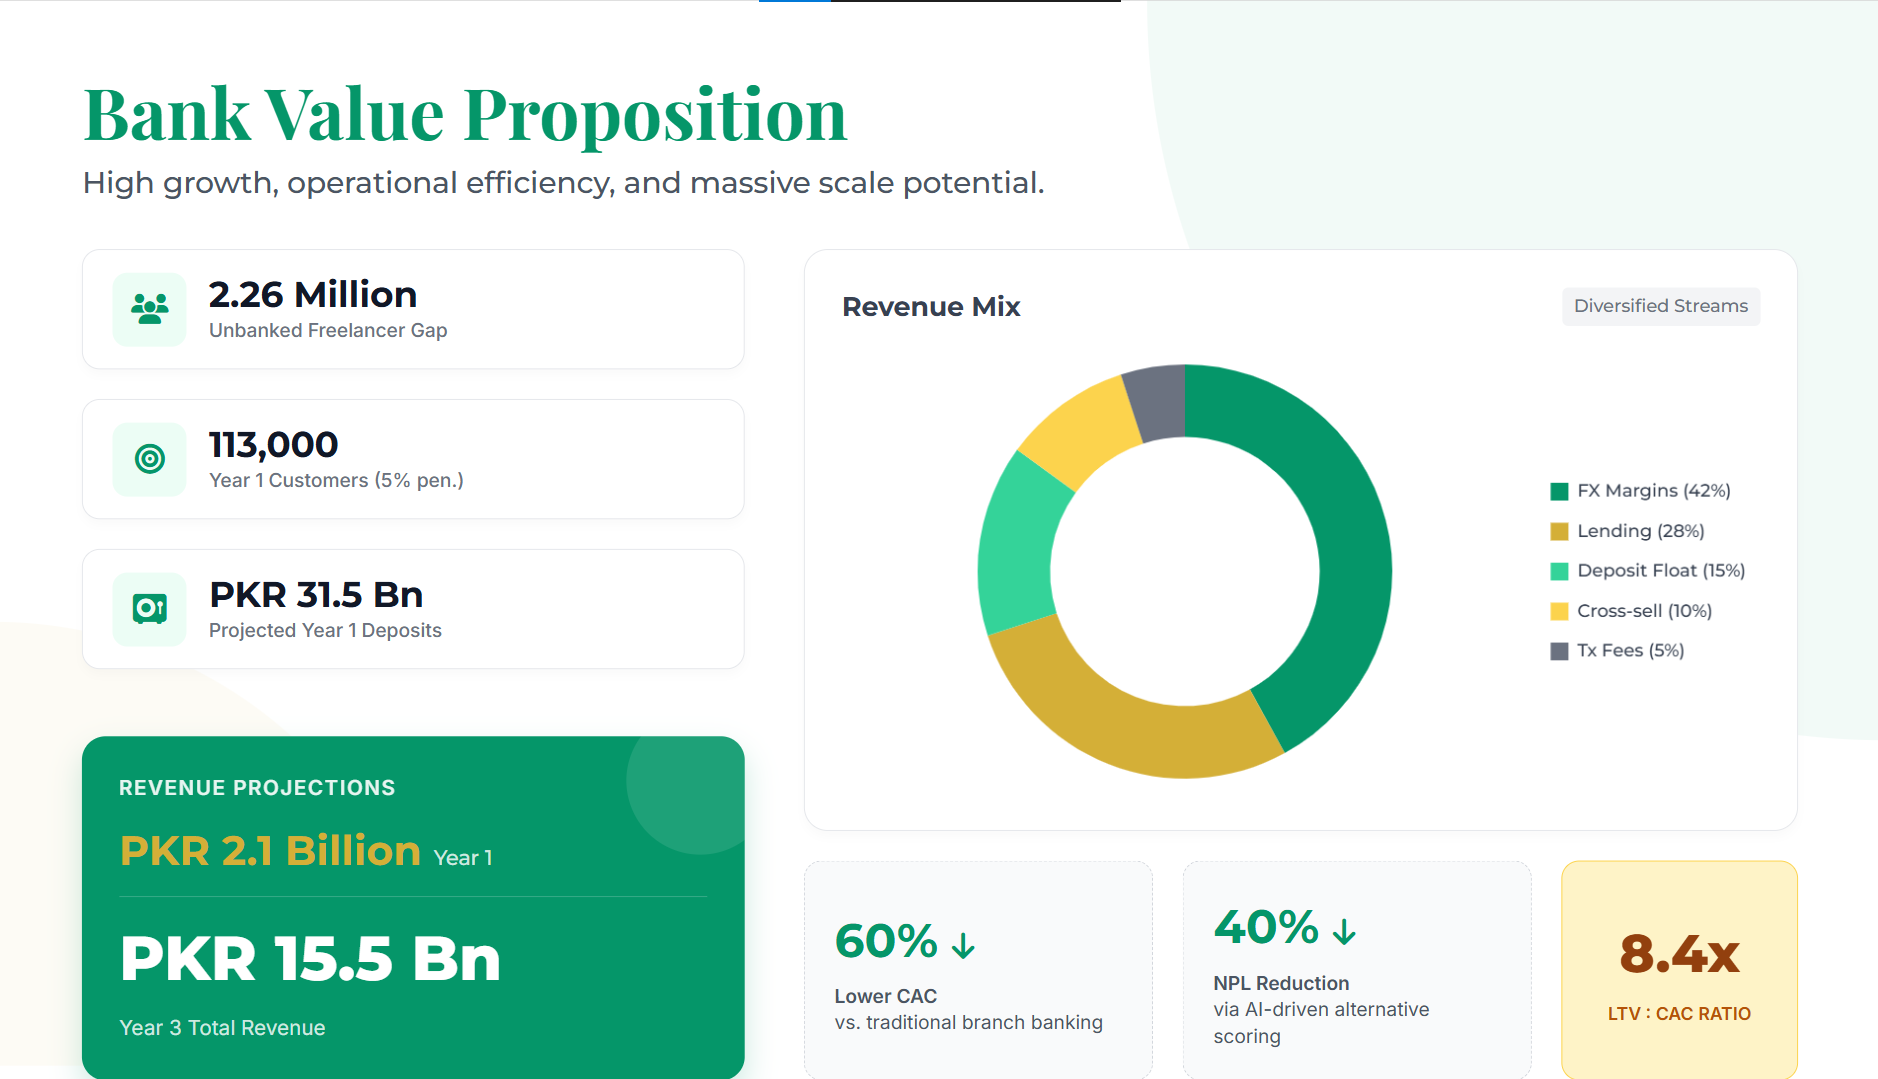 Bank Value Proposition
High growth, operational efficiency, and massive scale potential.
2.26 Million
Unbanked Freelancer Gap
113,000
Year 1 Customers (5% pen.)
PKR 31.5 Bn
Projected Year 1 Deposits
REVENUE PROJECTIONS
PKR 2.1 Billion Year 1
PKR 15.5 Bn
Year 3 Total Revenue
Revenue Mix
Diversified Streams
FX Margins (42%)
Lending (28%)
Deposit Float (15%)
Cross-sell (10%)
Tx Fees (5%)
60% ↓
Lower CAC
vs. traditional branch banking
40% ↓
NPL Reduction
via AI-driven alternative
scoring
8.4x
LTV : CAC RATIO